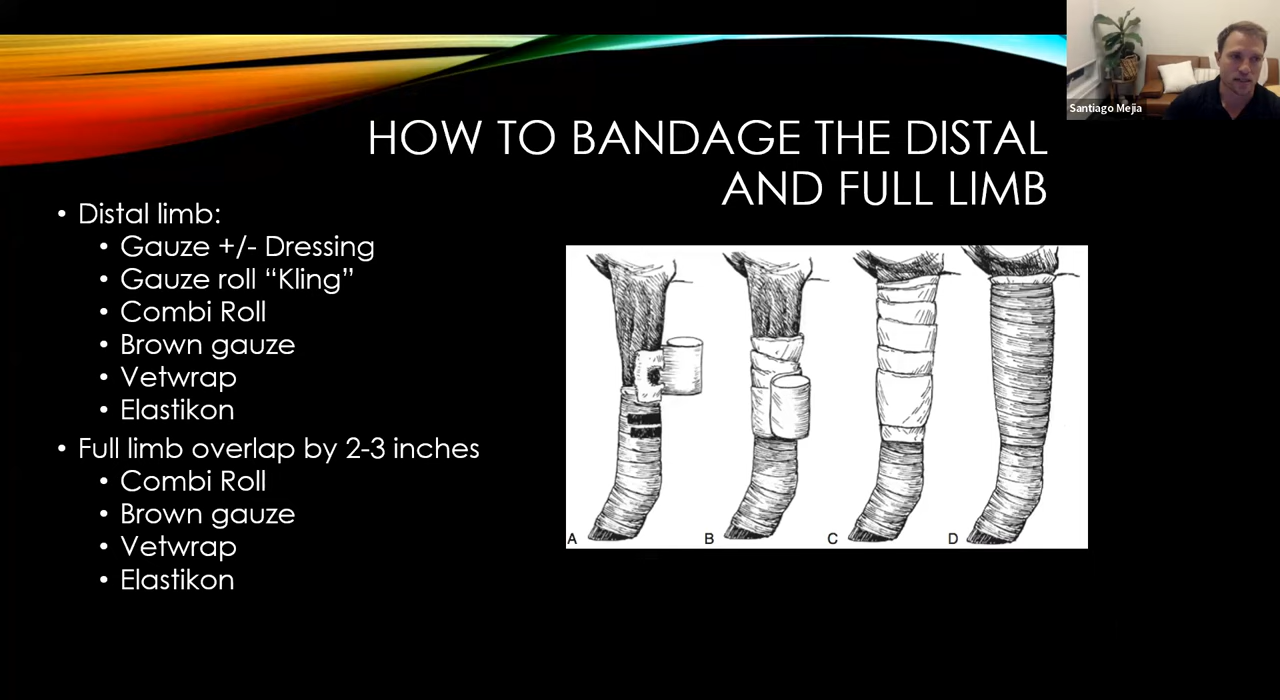 HOW TO BANDAGE THE DISTAL
AND FULL LIMB
• Distal limb:
• Gauze +/- Dressing
• Gauze roll “Kling”
• Combi Roll
• Brown gauze
• Vetwrap
• Elastikon
• Full limb overlap by 2-3 inches
• Combi Roll
• Brown gauze
• Vetwrap
• Elastikon
A B C D
Santiago Mejia